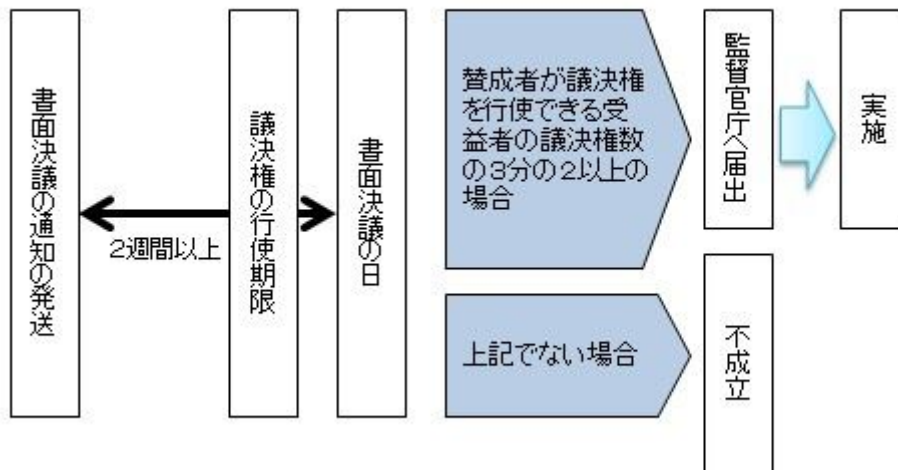 書面決議の通知の発送
2週間以上
議決権の行使期限
書面決議の日
賛成者が議決権
を行使できる受
益者の議決権数
の3分の2以上の
場合
監督官庁へ届出
実施
上記でない場合
不成立